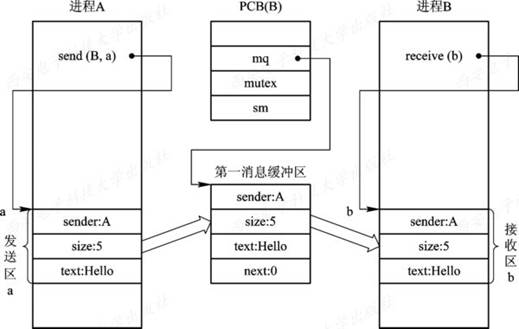 进程A
PCB(B)
进程B
send (B, a)
mq
receive (b)
mutex
sm
第一消息缓冲区
a
sender:A
b
sender:A
sender:A
size:5
size:5
size:5
text:Hello
text:Hello
text:Hello
next:0
发送区a
接收区b